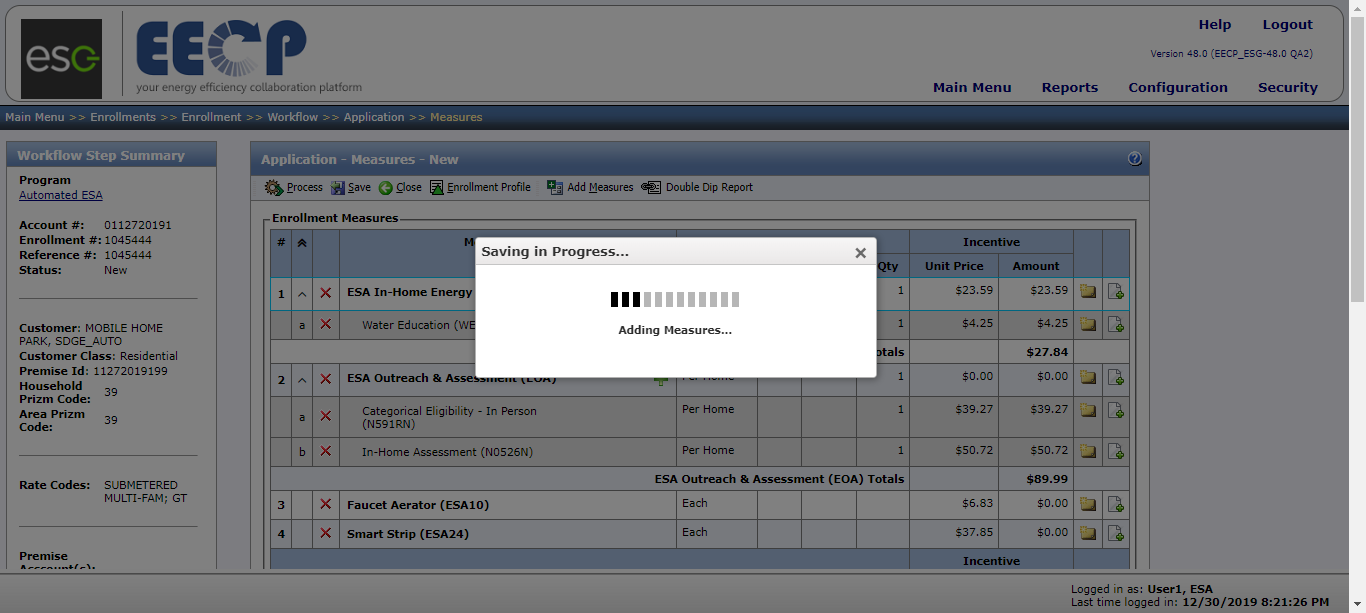 esc
EECP
your energy efficiency collaboration platform
Help Logout
Version 48.0 (EECP_ESG-48.0 QA2)
Main Menu Reports Configuration Security
Main Menu >> Enrollments >> Enrollment >> Workflow >> Application >> Measures
Workflow Step Summary
Program
Automated ESA
Account #: 0112720191
Enrollment #: 1045444
Reference #: 1045444
Status: New
Customer: MOBILE HOME
PARK, SDGE_AUTO
Customer Class: Residential
Premise Id: 11272019199
Household
Prizm Code: 39
Area Prizm
Code: 39
Rate Codes: SUBMETERED
MULTI-FAM; GT
Premise
Account(s):
Application - Measures - New
Process Save Close Enrollment Profile Add Measures Double Dip Report
Enrollment Measures
# Qty Incentive
Unit Price Amount
1 ESA In-Home Energy 1 $23.59 $23.59
a Water Education (WE 1 $4.25 $4.25
$27.84
2 ESA Outreach & Assessment (EOA) Per Home 1 $0.00 $0.00
a Categorical Eligibility - In Person
(N591RN) Per Home 1 $39.27 $39.27
b In-Home Assessment (N0526N) Per Home 1 $50.72 $50.72
ESA Outreach & Assessment (EOA) Totals $89.99
3 Faucet Aerator (ESA10) Each $6.83 $0.00
4 Smart Strip (ESA24) Each $37.85 $0.00
Incentive
Saving in Progress...
Adding Measures...
Logged in as: User1, ESA
Last time logged in: 12/30/2019 8:21:26 PM